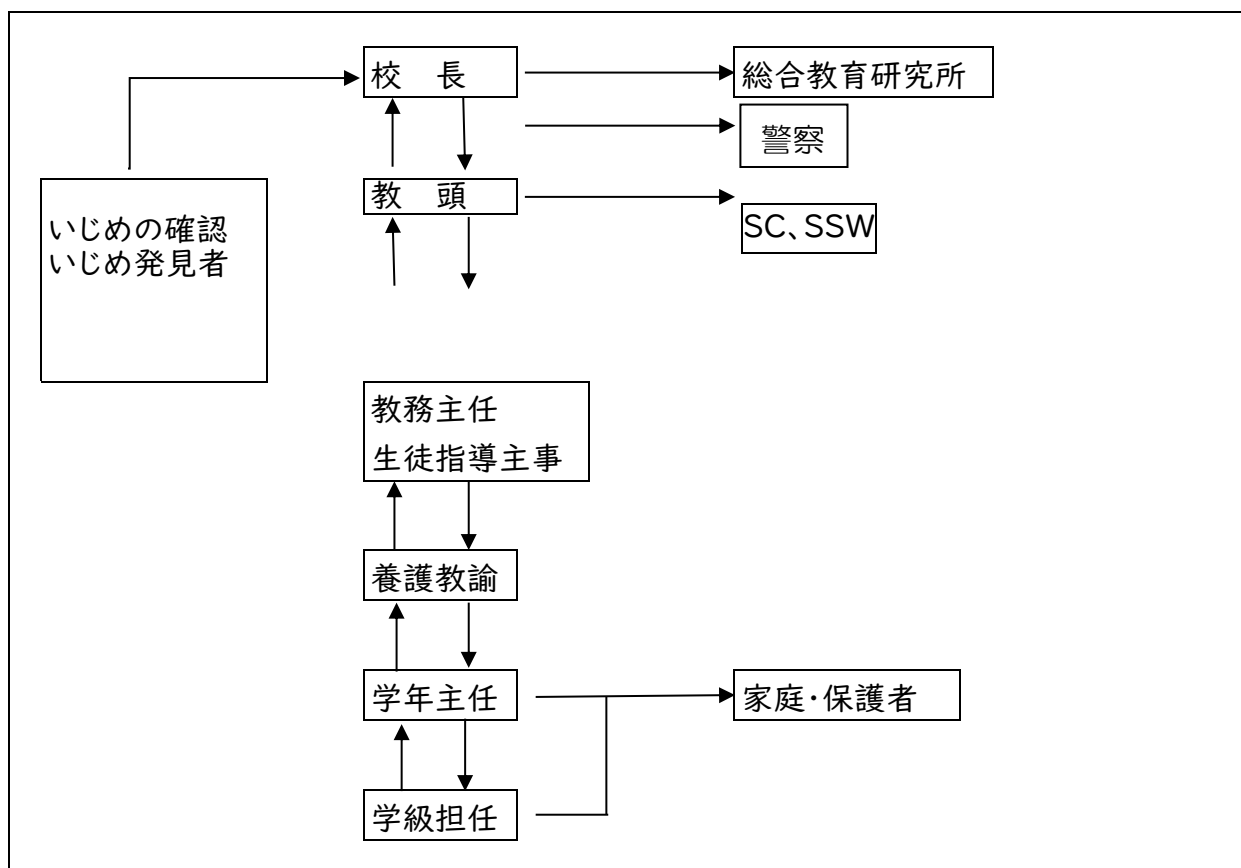 校　長
総合教育研究所
警察
教　頭
SC、SSW
いじめの確認
いじめ発見者
教務主任
生徒指導主事
養護教諭
学年主任
家庭・保護者
学級担任